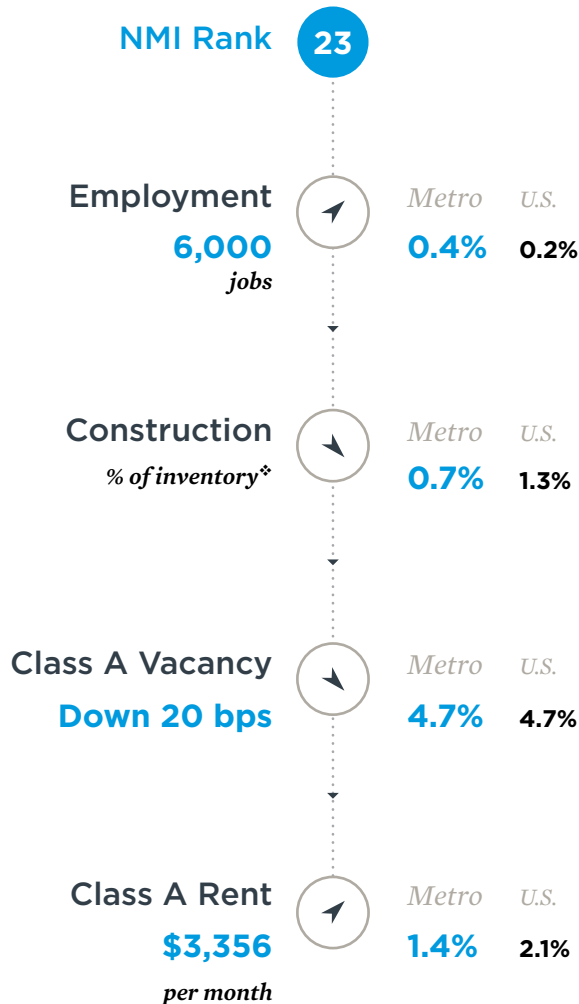 NMI Rank 23
Employment Metro U.S.
6,000 0.4% 0.2%
jobs
Construction Metro U.S.
% of inventory❖ 0.7% 1.3%
Class A Vacancy Metro U.S.
Down 20 bps 4.7% 4.7%
Class A Rent Metro U.S.
$3,356 1.4% 2.1%
per month